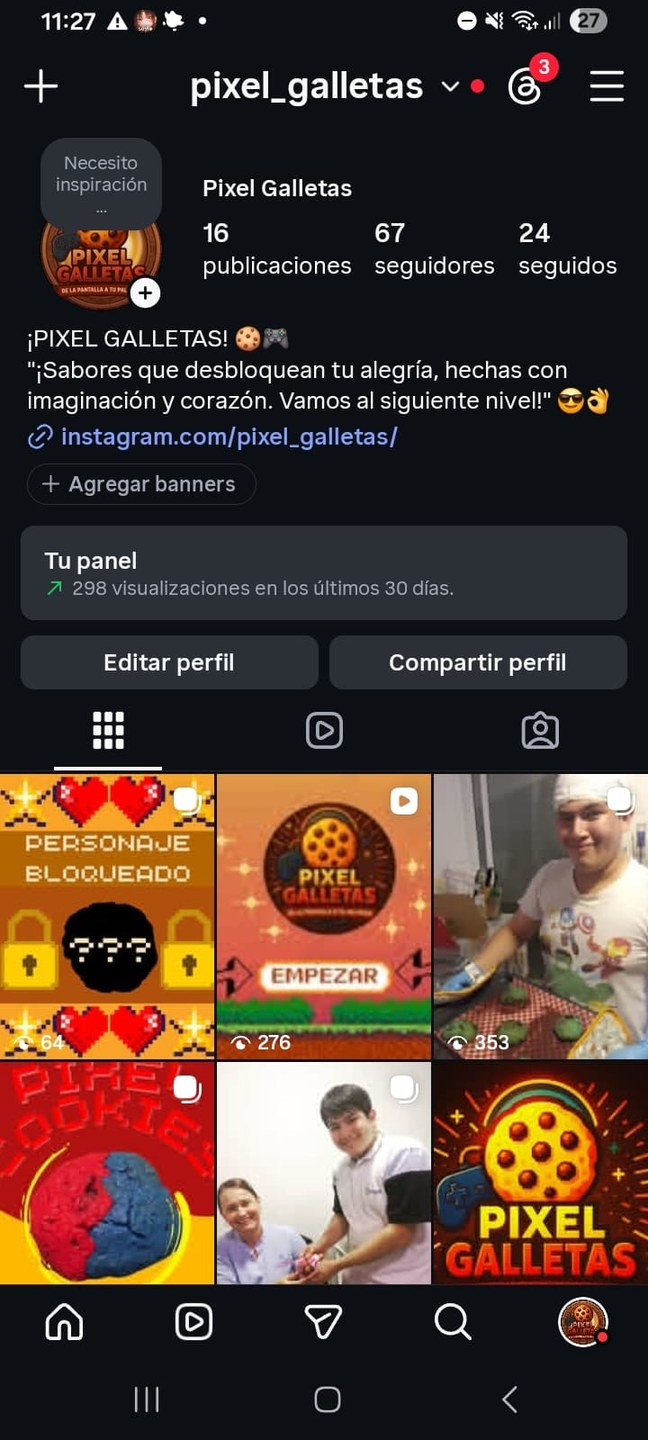 11:27
27
pixel_galletas
3
Necesito
inspiración
...
PIXEL
GALLETAS
Pixel Galletas
16
67
24
publicaciones
seguidores
seguidos
¡PIXEL GALLETAS! 🍪🎮
"¡Sabores que desbloquean tu alegría, hechas con
imaginación y corazón. Vamos al siguiente nivel!" 😎👌
instagram.com/pixel_galletas/
+ Agregar banners
Tu panel
298 visualizaciones en los últimos 30 días.
Editar perfil
Compartir perfil
PERSONAJE
BLOQUEADO
???
64
PIXEL
GALLETAS
EMPEZAR
276
353
PIXEL
COOKIES
PIXEL
GALLETAS